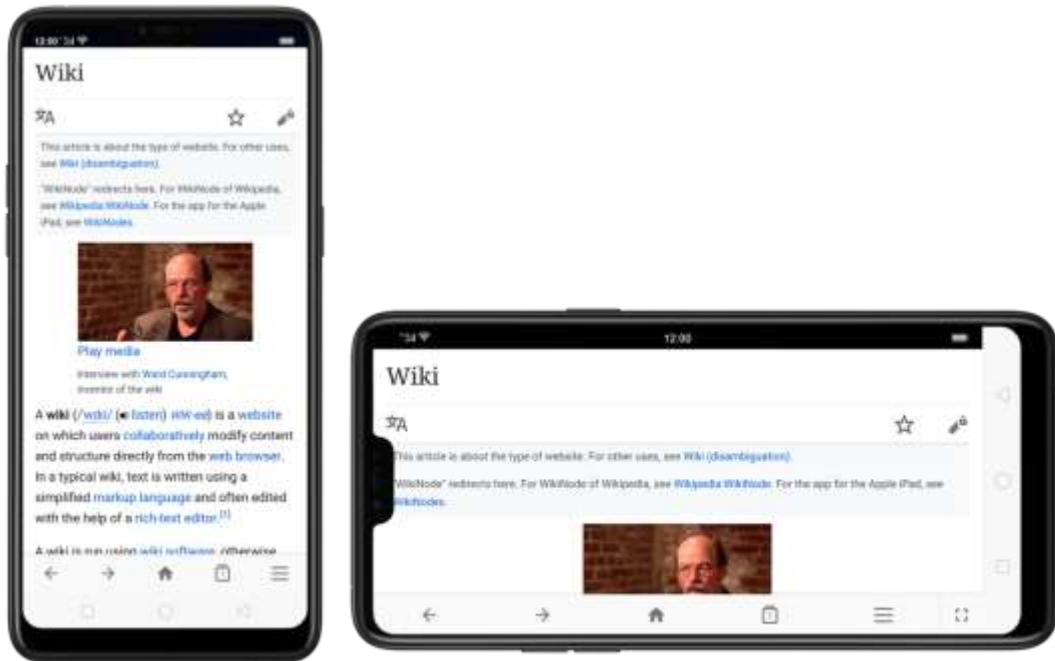 12:00
Wiki
文A
This article is about the type of website. For other uses,
see Wiki (disambiguation).
"WikiNode" redirects here. For WikiNode of Wikipedia,
see Wikipedia:WikiNode. For the app for the Apple
iPad, see WikiNodes.
Play media
Interview with Ward Cunningham,
inventor of the wiki
A wiki (/ˈwɪki/ (listen) WIK-ee) is a website
on which users collaboratively modify content
and structure directly from the web browser.
In a typical wiki, text is written using a
simplified markup language and often edited
with the help of a rich-text editor.[1]
A wiki is run using wiki software, otherwise
12:00
Wiki
文A
This article is about the type of website. For other uses, see Wiki (disambiguation).
"WikiNode" redirects here. For WikiNode of Wikipedia, see Wikipedia:WikiNode. For the app for the Apple iPad, see
WikiNodes.